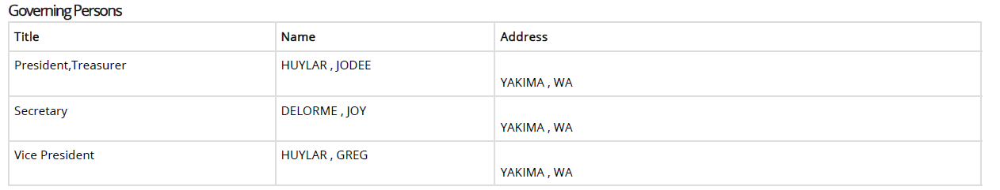 Governing Persons
Title Name Address
President,Treasurer HUYLAR , JODEE
YAKIMA , WA
Secretary DELORME , JOY
YAKIMA , WA
Vice President HUYLAR , GREG
YAKIMA , WA